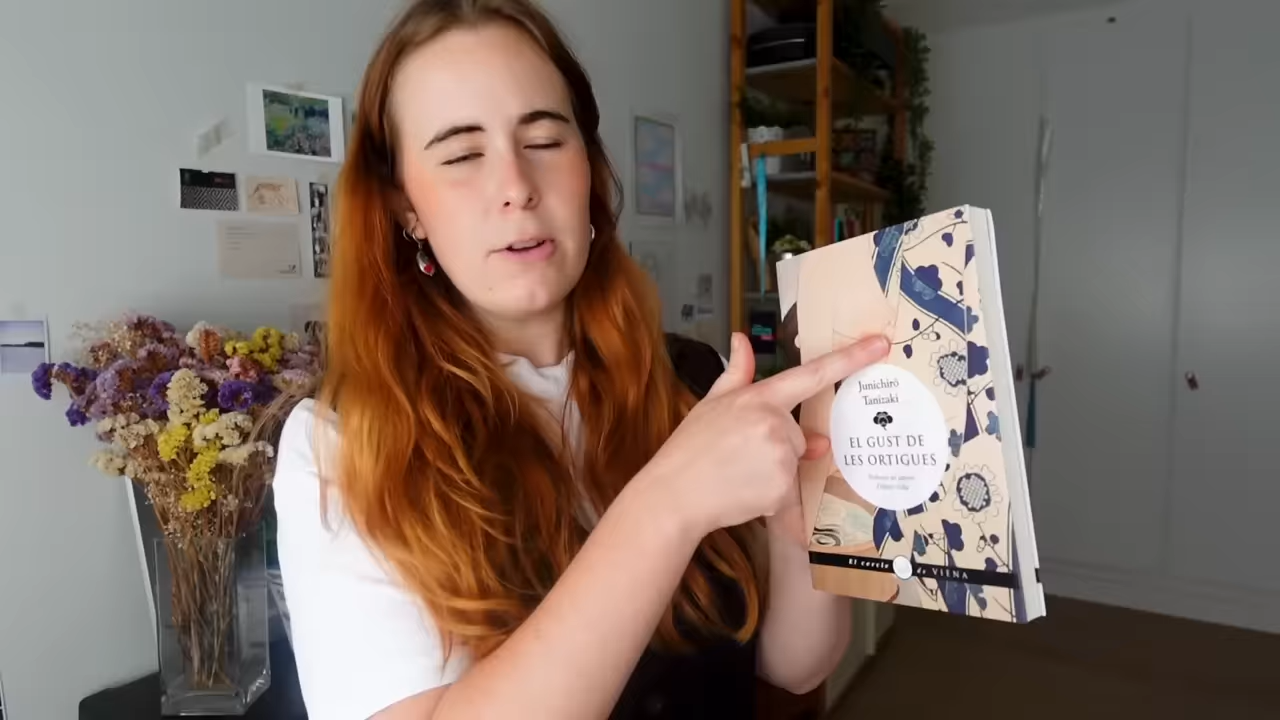 Junichirō
Tanizaki
EL GUST DE
LES ORTIGUES
El cercle de VIENA